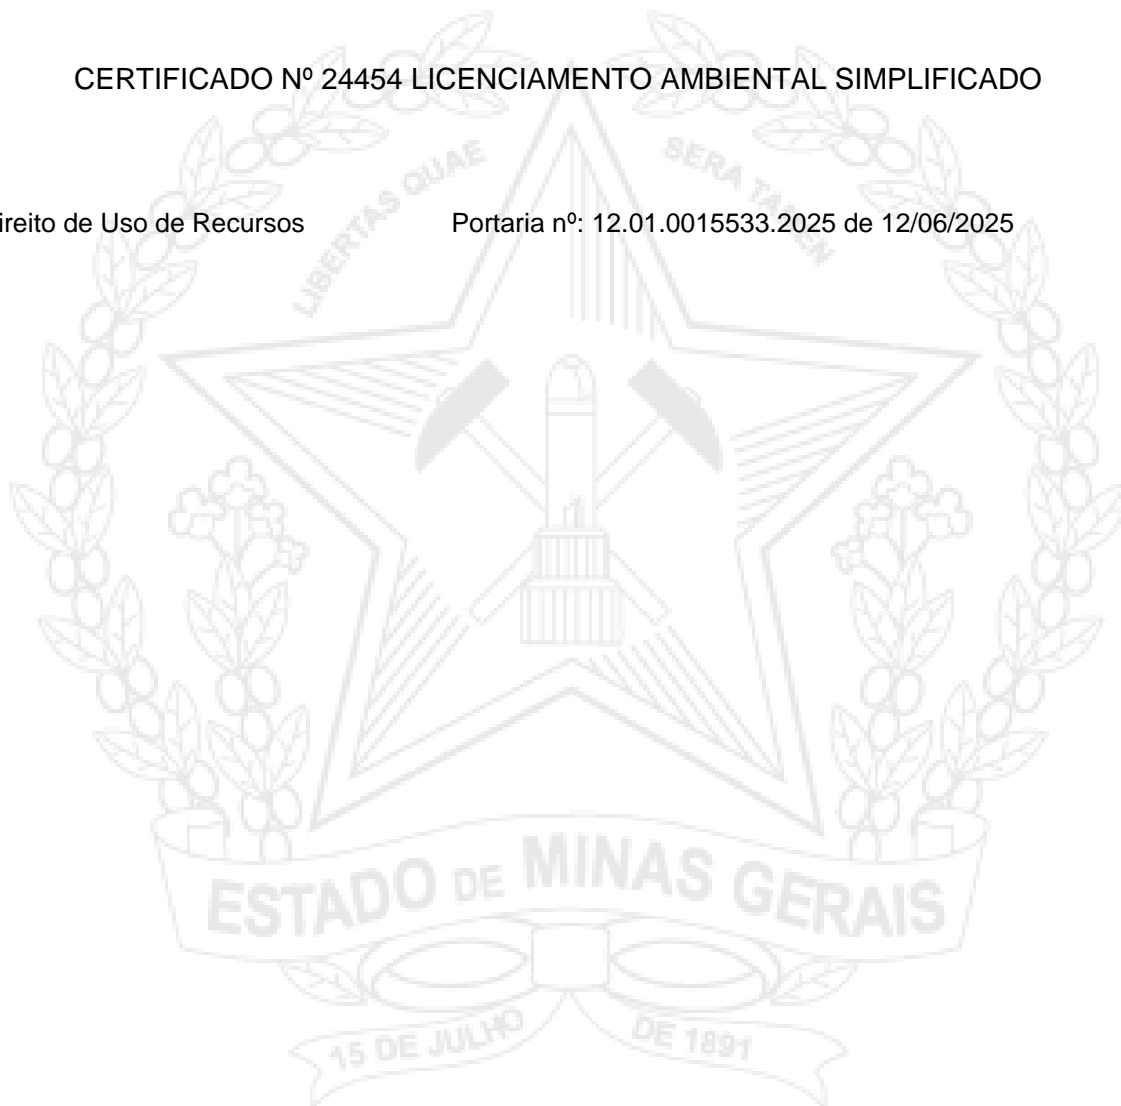 CERTIFICADO Nº 24454 LICENCIAMENTO AMBIENTAL SIMPLIFICADO
LIBERTAS QUAE SERA TAMEN
ireito de Uso de Recursos Portaria nº: 12.01.0015533.2025 de 12/06/2025
ESTADO DE MINAS GERAIS
15 DE JULHO DE 1891